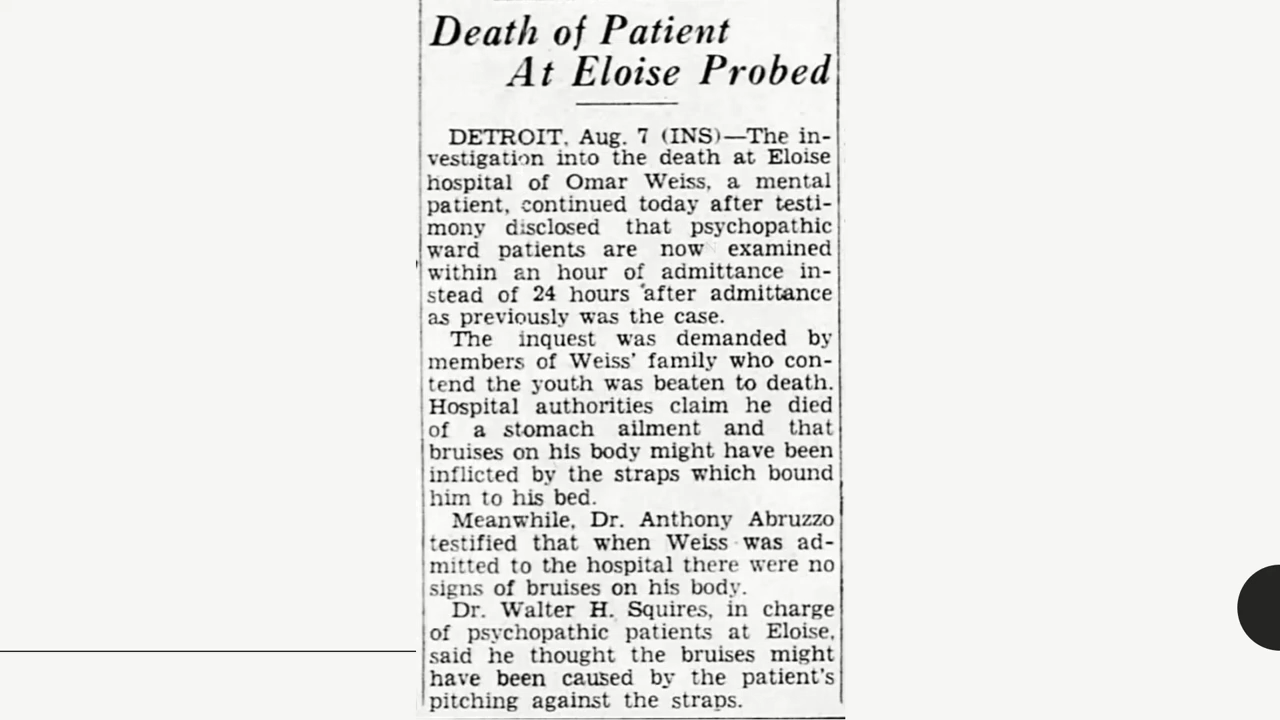 Death of Patient
At Eloise Probed
DETROIT, Aug. 7 (INS)—The in-
vestigation into the death at Eloise
hospital of Omar Weiss, a mental
patient, continued today after testi-
mony disclosed that psychopathic
ward patients are now examined
within an hour of admittance in-
stead of 24 hours after admittance
as previously was the case.
The inquest was demanded by
members of Weiss' family who con-
tend the youth was beaten to death.
Hospital authorities claim he died
of a stomach ailment and that
bruises on his body might have been
inflicted by the straps which bound
him to his bed.
Meanwhile, Dr. Anthony Abruzzo
testified that when Weiss was ad-
mitted to the hospital there were no
signs of bruises on his body.
Dr. Walter H. Squires, in charge
of psychopathic patients at Eloise,
said he thought the bruises might
have been caused by the patient's
pitching against the straps.